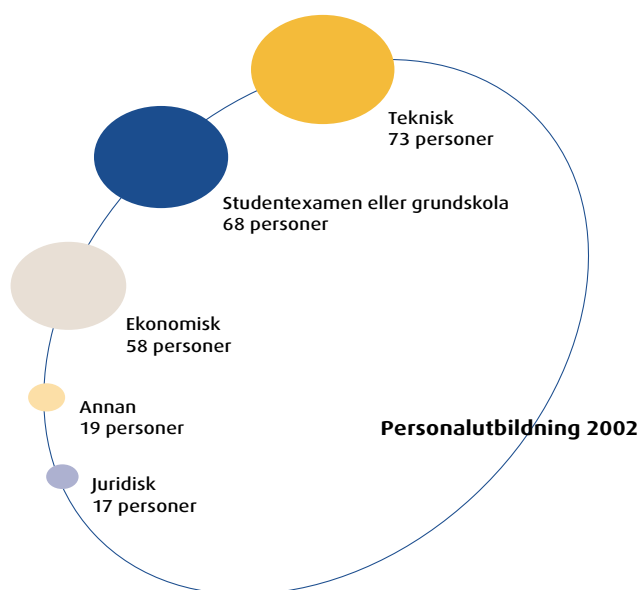 Teknisk
73 personer
Studentexamen eller grundskola
68 personer
Ekonomisk
58 personer
Annan
19 personer
Personalutbildning 2002
Juridisk
17 personer